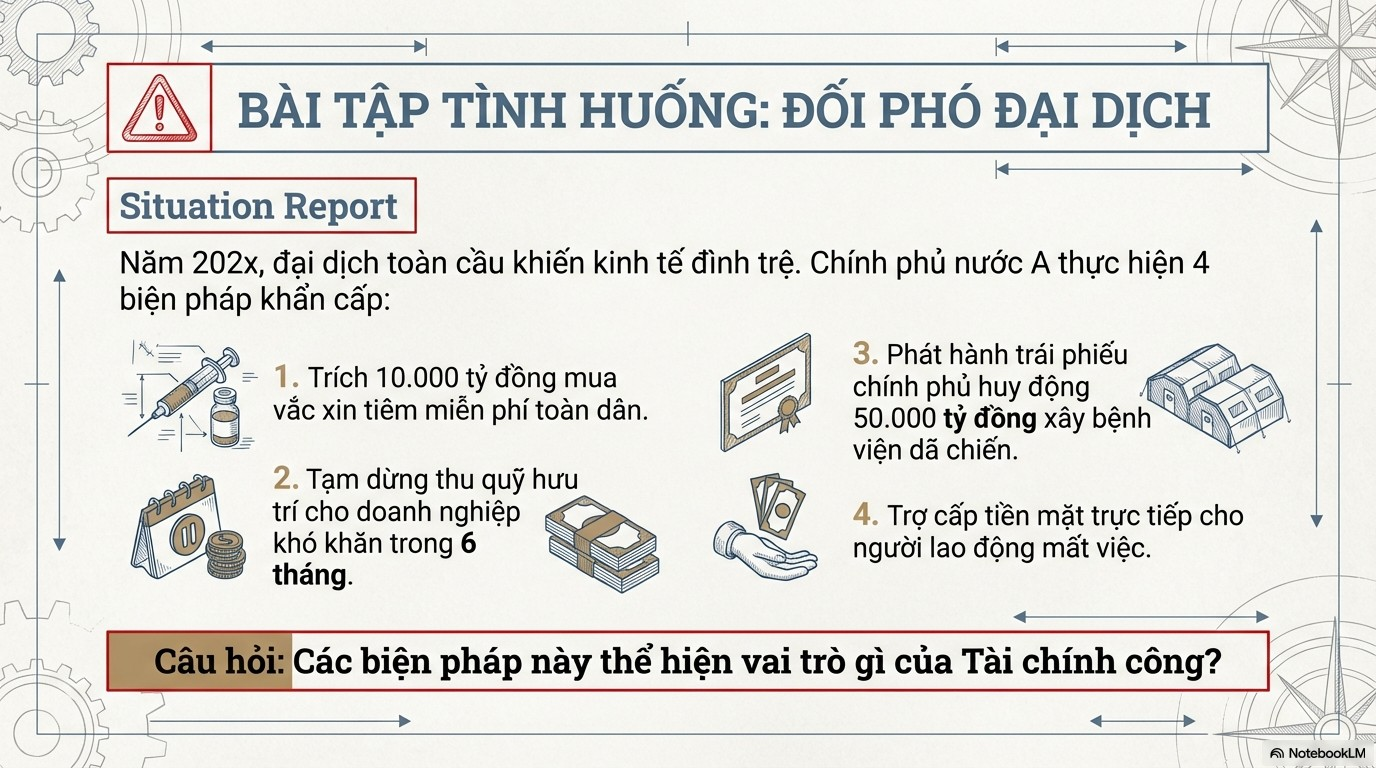 BÀI TẬP TÌNH HUỐNG: ĐỐI PHÓ ĐẠI DỊCH
Situation Report
Năm 202x, đại dịch toàn cầu khiến kinh tế đình trệ. Chính phủ nước A thực hiện 4
biện pháp khẩn cấp:
1. Trích 10.000 tỷ đồng mua
vắc xin tiêm miễn phí toàn dân.
2. Tạm dừng thu quỹ hưu
trí cho doanh nghiệp
khó khăn trong 6
tháng.
3. Phát hành trái phiếu
chính phủ huy động
50.000 tỷ đồng xây bệnh
viện dã chiến.
4. Trợ cấp tiền mặt trực tiếp cho
người lao động mất việc.
Câu hỏi: Các biện pháp này thể hiện vai trò gì của Tài chính công?
NotebookLM